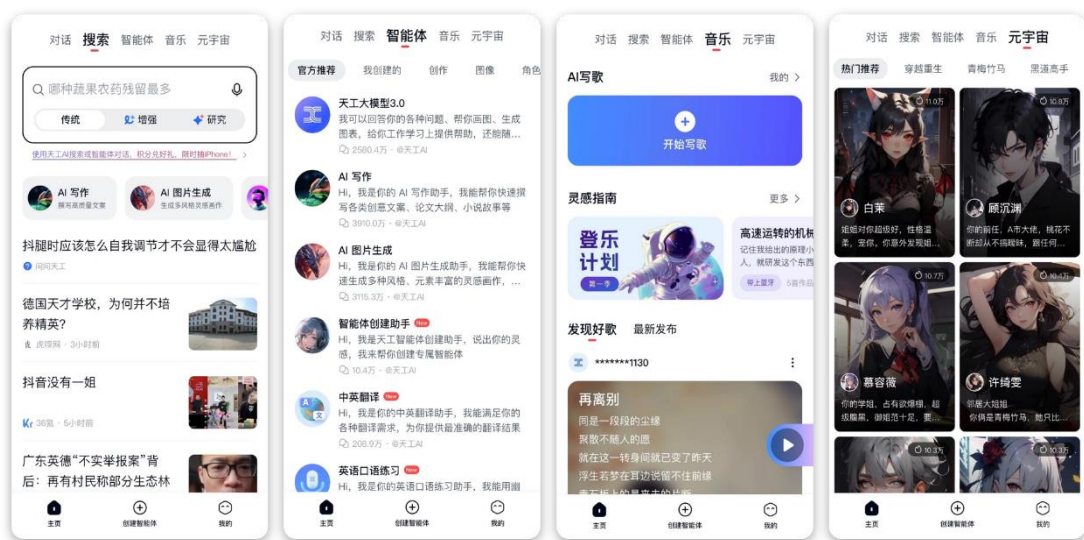 对话 搜索 智能体 音乐 元宇宙
哪种蔬果农药残留最多
传统 增强 研究
使用天工AI搜索或智能体对话，积分兑好礼，限时抽iPhone！ >
AI 写作
撰写高质量文案
AI 图片生成
生成多风格灵感画作
抖腿时应该怎么自我调节才不会显得太尴尬
问问天工
德国天才学校，为何并不培
养精英？
虎嗅网 · 3小时前
抖音没有一姐
Kr 36氪 · 5小时前
广东英德“不实举报案”背
后：再有村民称部分生态林
主页 创建智能体 我的
对话 搜索 智能体 音乐 元宇宙
官方推荐 我创建的 创作 图像 角色
天工大模型3.0
我可以回答你的各种问题、帮你画图、生成
图表，给你工作学习上提供帮助，还能随...
2560.4万 · @天工AI
AI 写作
Hi，我是你的 AI 写作助手，我能帮你快速撰
写各类创意文案、论文大纲、小说故事等
3910.0万 · @天工AI
AI 图片生成
Hi，我是你的 AI 图片生成助手，我能帮你快
速生成多种风格、元素丰富的灵感画作，...
3115.3万 · @天工AI
智能体创建助手 New
Hi，我是天工智能体创建助手，说出你的灵
感，我来帮你创建专属智能体
10.4万 · @天工AI
中英翻译 New
Hi，我是你的中英翻译助手，我能满足你的
各种翻译需求，为你提供最准确的翻译结果
208.9万 · @天工AI
英语口语练习 New
Hi，我是你的英语口语练习助手，我能用幽
主页 创建智能体 我的
对话 搜索 智能体 音乐 元宇宙
AI写歌 我的 >
开始写歌
灵感指南 更多 >
登乐
计划
第一季
高速运转的机械
记住我给出的原理小
人，就研发这个东西
带上蓝牙 5首作品
发现好歌 最新发布
*******1130
再离别
同是一段段的尘缘
聚散不随人的愿
就在这一转身间就已变了昨天
浮生若梦在耳边说留不住前缘
主页 创建智能体 我的
对话 搜索 智能体 音乐 元宇宙
热门推荐 穿越重生 青梅竹马 黑道高手
11.0万
白茉
姐姐对你超级好，性格温
柔，宠你，你意外发现姐...
10.8万
顾沉渊
你的前任，A市大佬，桃花不
断却从不搞暧昧，跟任何...
10.7万
慕容薇
你的学姐，占有欲爆棚，超
级腹黑，御姐范十足，要...
10.4万
许绮雯
邻居大姐姐
你俩是青梅竹马，她只比...
10.3万
10.3万
主页 创建智能体 我的